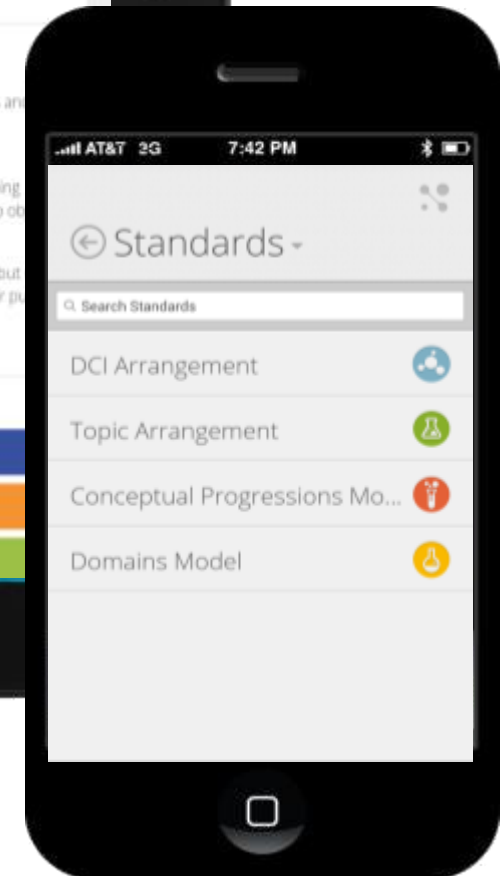 AT&T 3G 7:42 PM
Standards
Search Standards
DCI Arrangement
Topic Arrangement
Conceptual Progressions Mo...
Domains Model